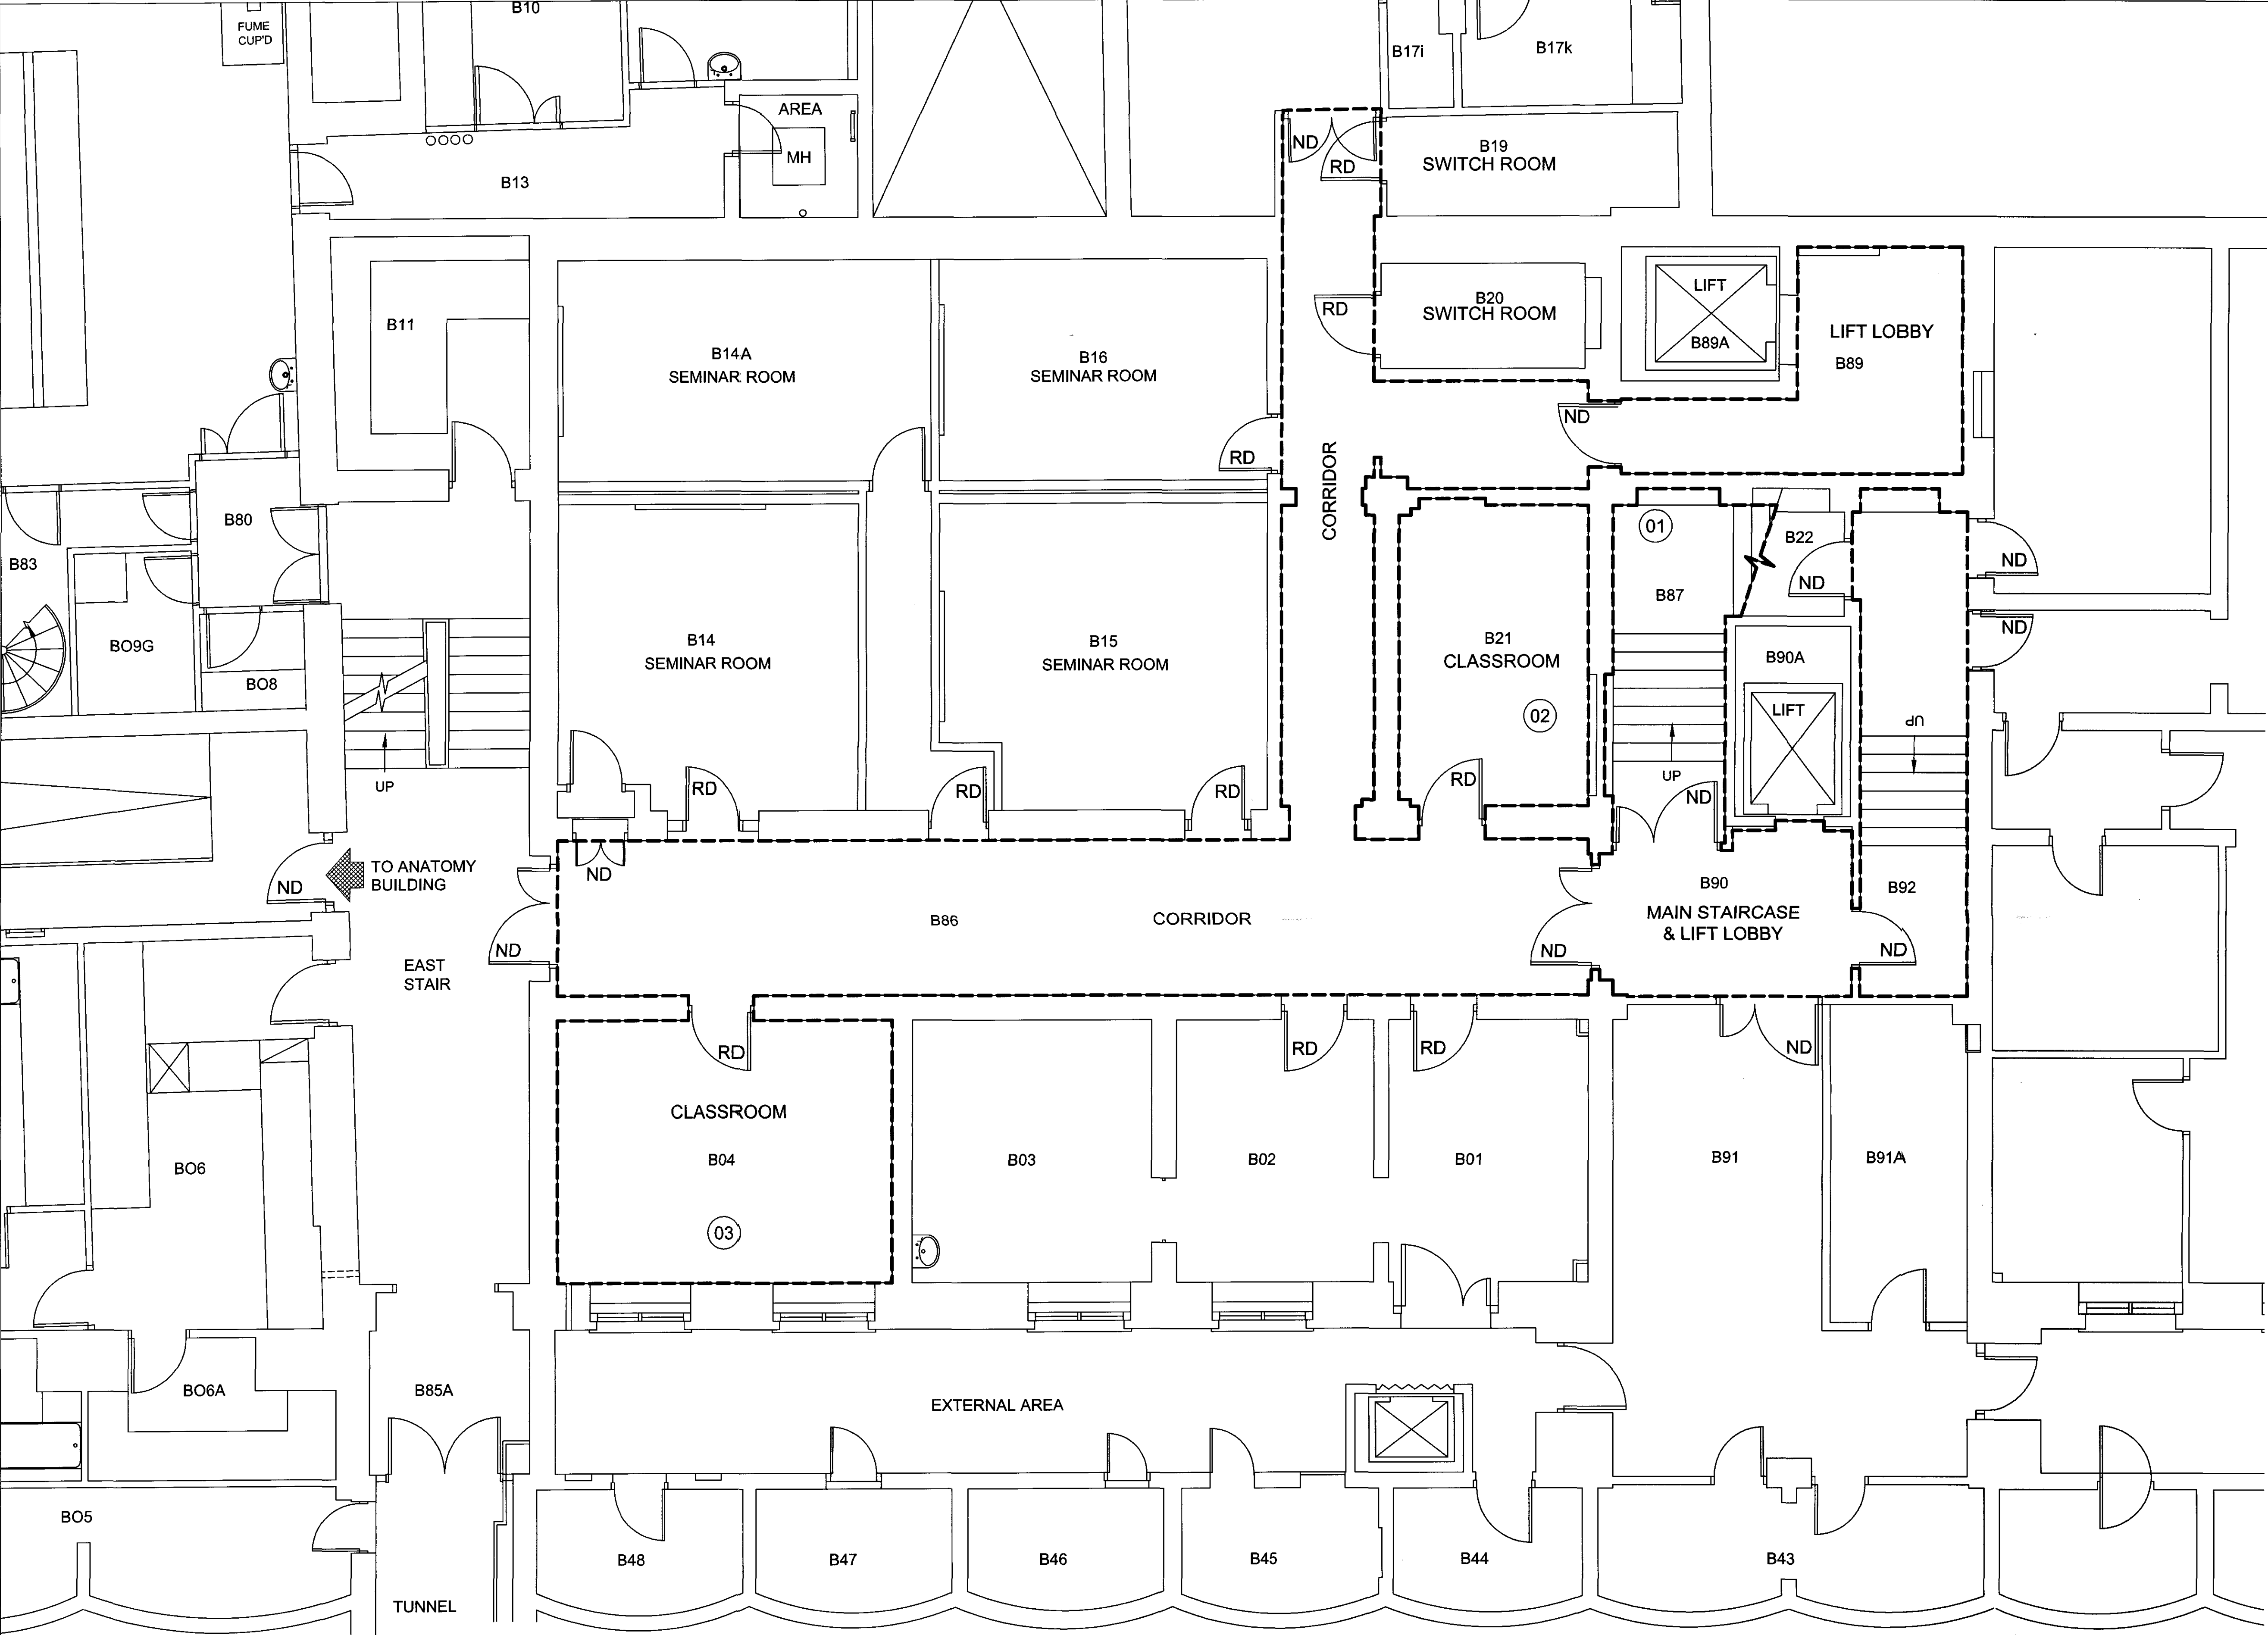 B10
FUME
CUP'D
B17i
B17k
AREA
MH
B13
ND
RD
B19
SWITCH ROOM
B11
B14A
SEMINAR ROOM
B16
SEMINAR ROOM
RD
B20
SWITCH ROOM
LIFT
B89A
LIFT LOBBY
B89
ND
RD
CORRIDOR
B80
B83
BO9G
BO8
01
B22
ND
ND
B87
ND
B14
SEMINAR ROOM
B15
SEMINAR ROOM
B21
CLASSROOM
02
B90A
LIFT
UP
UP
UP
RD
RD
RD
RD
ND
TO ANATOMY
BUILDING
ND
ND
B86
CORRIDOR
B90
MAIN STAIRCASE
& LIFT LOBBY
B92
ND
ND
ND
EAST
STAIR
RD
RD
RD
ND
CLASSROOM
B04
03
B03
B02
B01
B91
B91A
BO6
BO6A
B85A
EXTERNAL AREA
BO5
TUNNEL
B48
B47
B46
B45
B44
B43